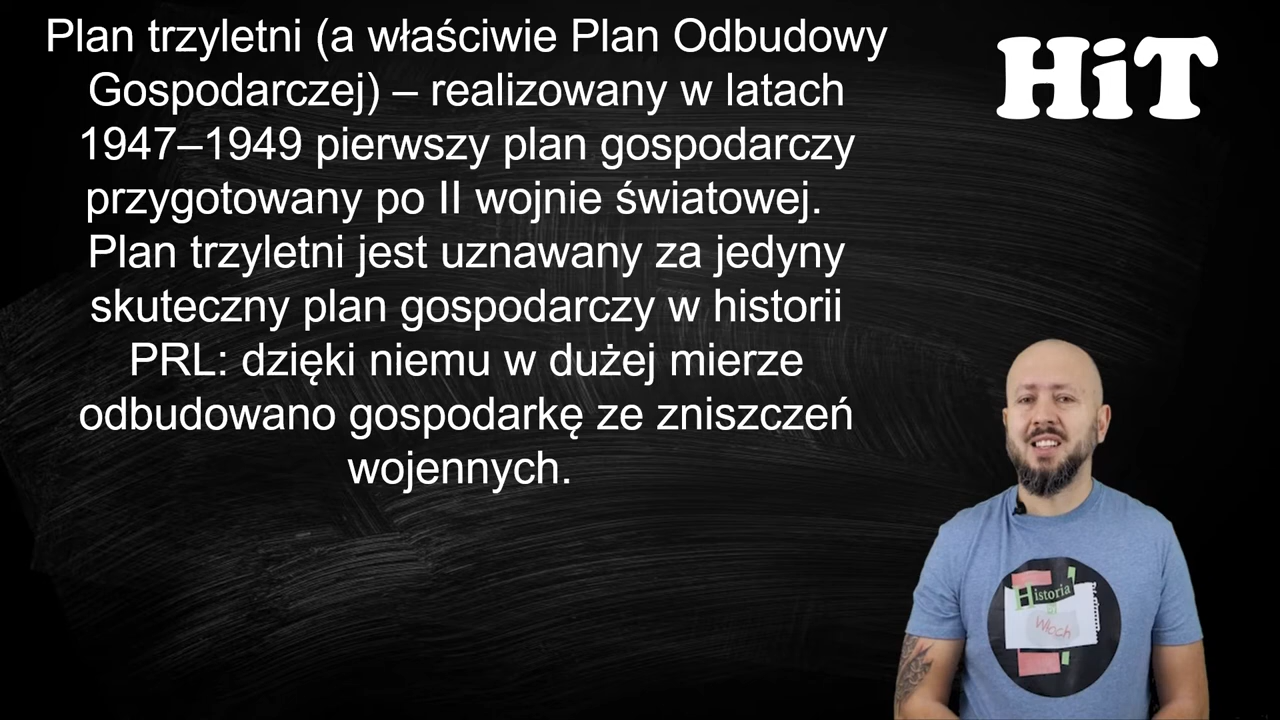 Plan trzyletni (a właściwie Plan Odbudowy
Gospodarczej) – realizowany w latach
1947–1949 pierwszy plan gospodarczy
przygotowany po II wojnie światowej.
Plan trzyletni jest uznawany za jedyny
skuteczny plan gospodarczy w historii
PRL: dzięki niemu w dużej mierze
odbudowano gospodarkę ze zniszczeń
wojennych.
HiT
Historia